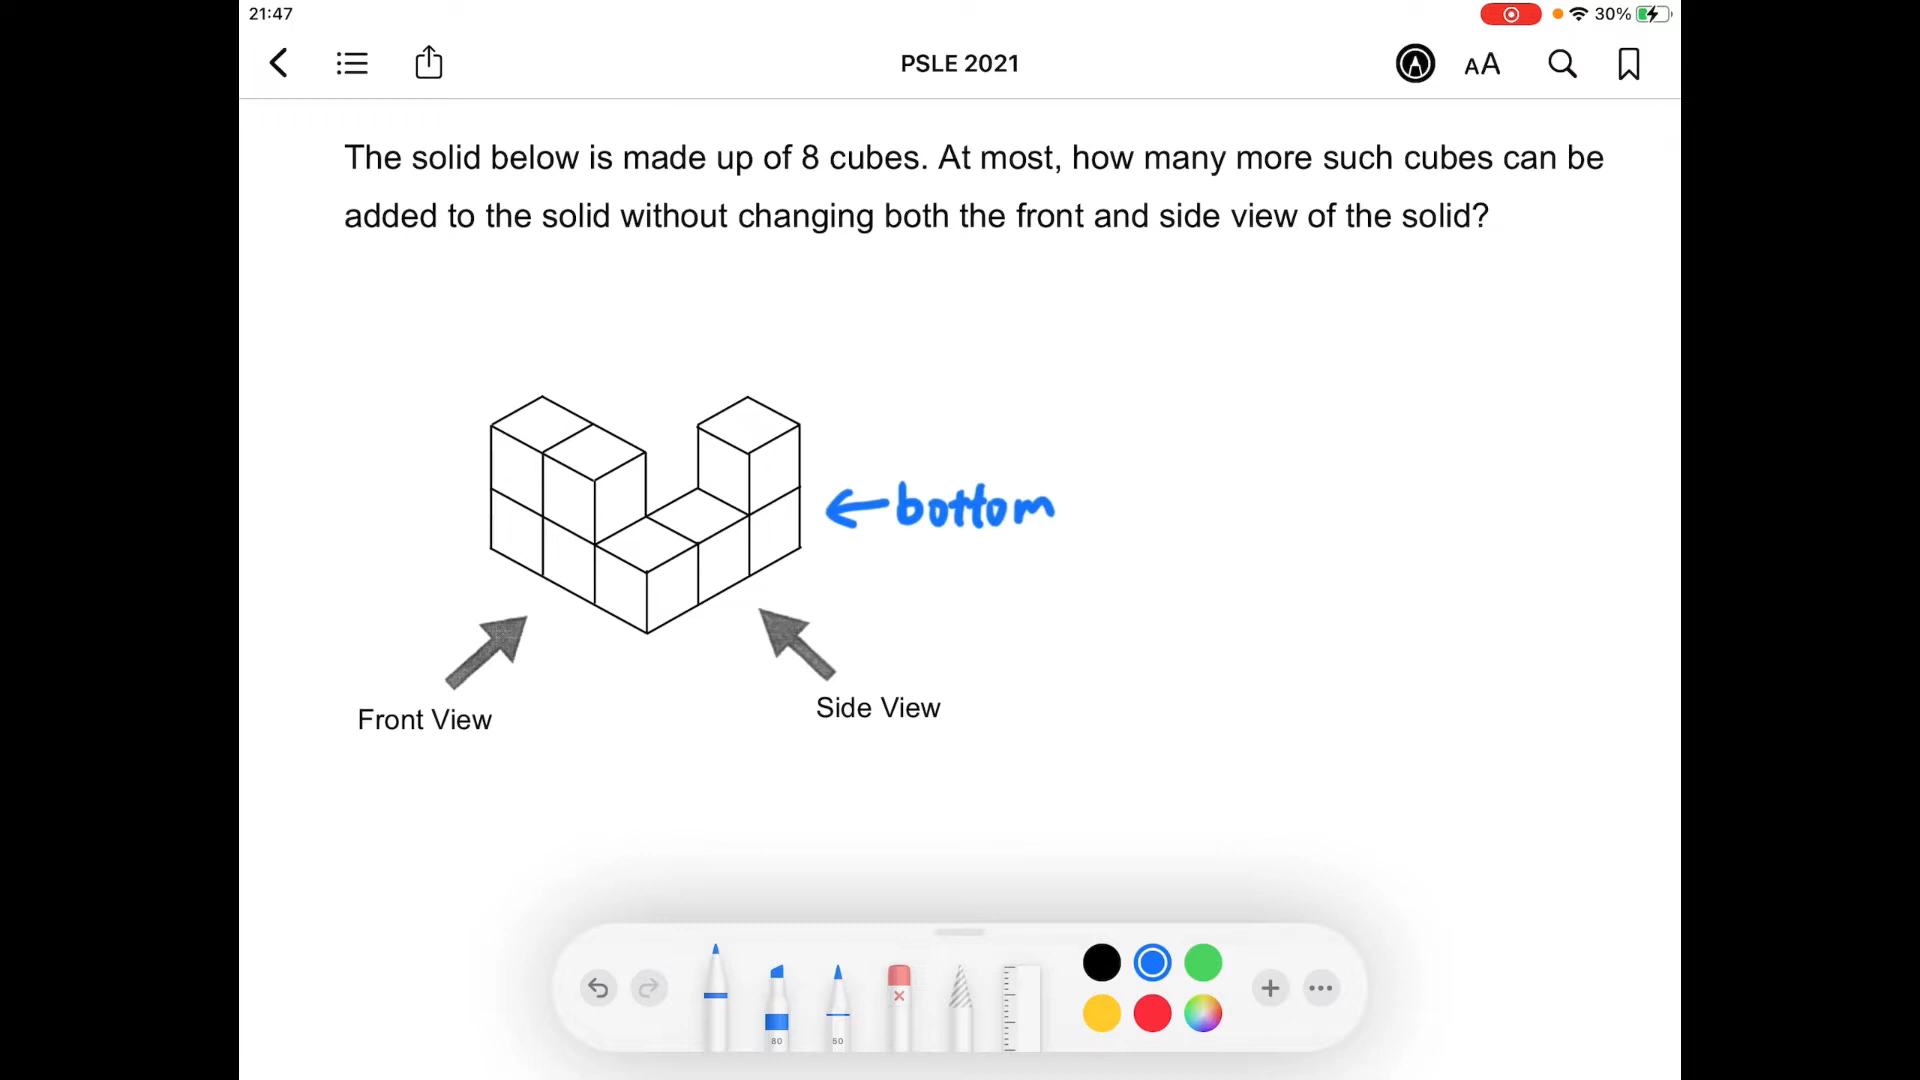 21:47
30%
PSLE 2021
AA
The solid below is made up of 8 cubes. At most, how many more such cubes can be
added to the solid without changing both the front and side view of the solid?
bottom
Side View
Front View
80
50